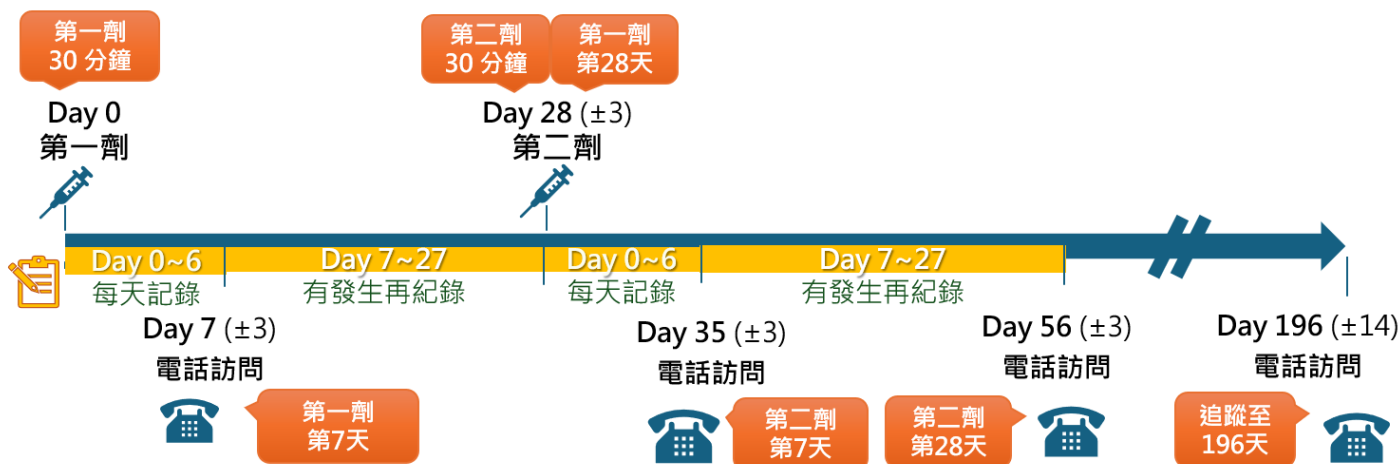 第一劑
30 分鐘
第二劑
30 分鐘
第一劑
第28天
Day 0
第一劑
Day 28 (±3)
第二劑
Day 0~6
Day 7~27
Day 0~6
Day 7~27
每天記錄
有發生再紀錄
每天記錄
有發生再紀錄
Day 7 (±3)
電話訪問
Day 35 (±3)
電話訪問
Day 56 (±3)
電話訪問
Day 196 (±14)
電話訪問
第一劑
第7天
第二劑
第7天
第二劑
第28天
追蹤至
196天